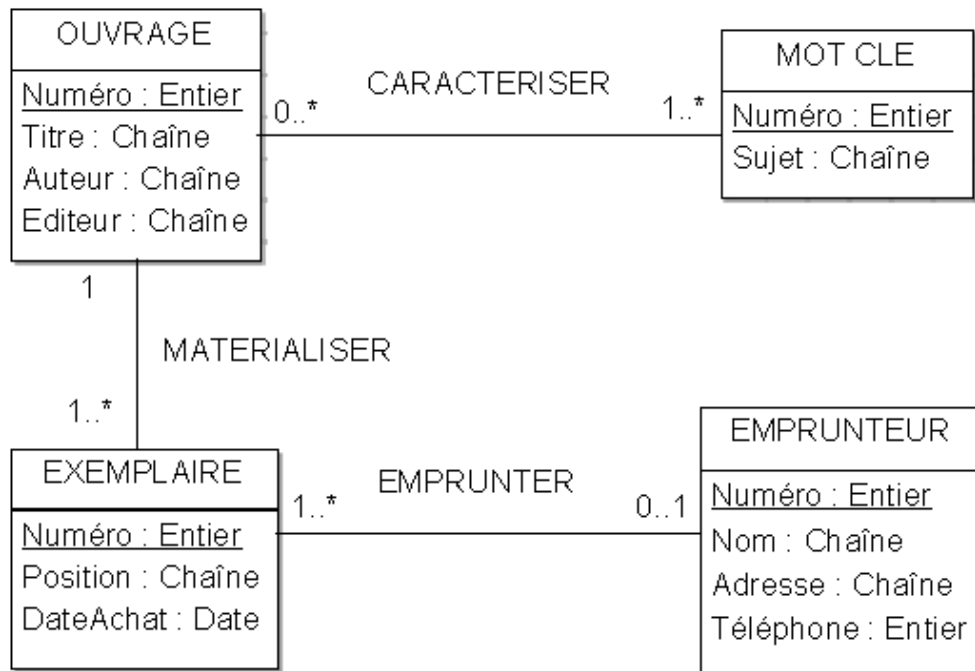 OUVRAGE
Numéro : Entier
Titre : Chaîne
Auteur : Chaîne
Editeur : Chaîne
CARACTERISER
0..*
1..*
MOT CLE
Numéro : Entier
Sujet : Chaîne
1
MATERIALISER
1..*
EXEMPLAIRE
Numéro : Entier
Position : Chaîne
DateAchat : Date
EMPRUNTER
1..*
0..1
EMPRUNTEUR
Numéro : Entier
Nom : Chaîne
Adresse : Chaîne
Téléphone : Entier